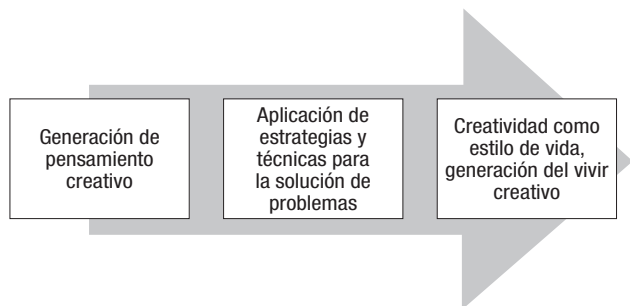 Generación de
pensamiento
creativo
Aplicación de
estrategias y
técnicas para
la solución de
problemas
Creatividad como
estilo de vida,
generación del vivir
creativo